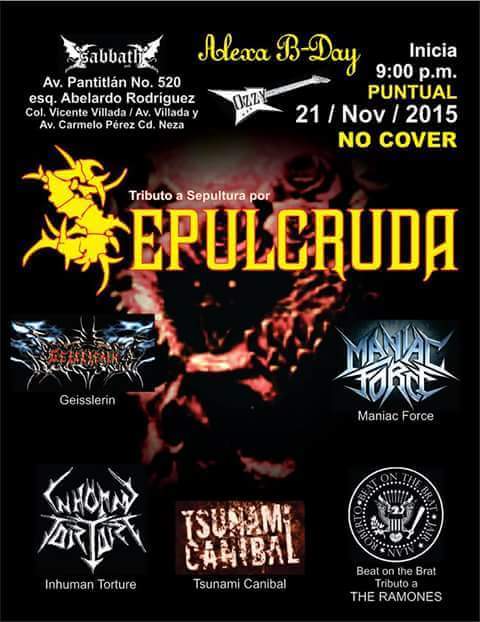 sabbath
Av. Pantitlán No. 520
esq. Abelardo Rodriguez
Col. Vicente Villada / Av. Villada y
Av. Carmelo Pérez Cd. Neza
Alexa B-Day
OZZY
Inicia
9:00 p.m.
PUNTUAL
21 / Nov / 2015
NO COVER
Tributo a Sepultura por
SEPULCRUDA
Geisslerin
MANIAC
FORCE
Maniac Force
INHUMAN
TORTURE
Inhuman Torture
TSUNAMI
CANIBAL
Tsunami Canibal
BEAT ON THE BRAT
ALAN ROBERTO
Beat on the Brat
Tributo a
THE RAMONES